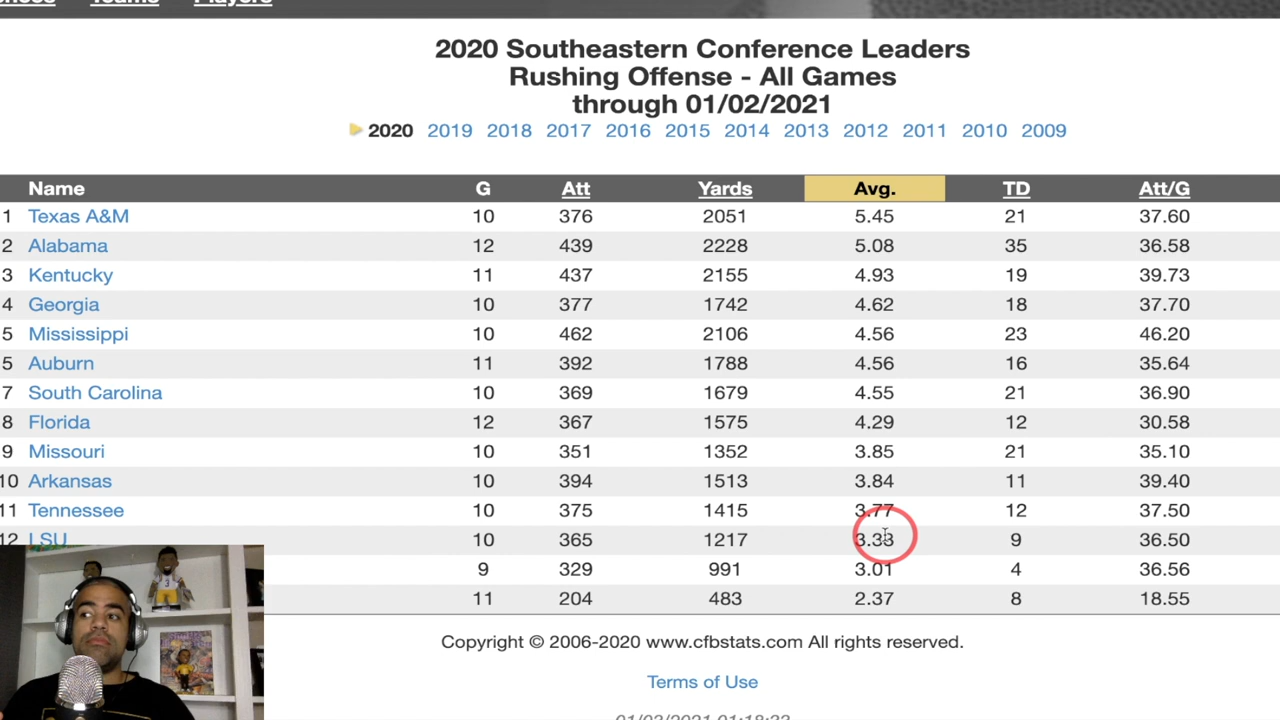 Teams Players
2020 Southeastern Conference Leaders
Rushing Offense - All Games
through 01/02/2021
2020 2019 2018 2017 2016 2015 2014 2013 2012 2011 2010 2009
Name G Att Yards Avg. TD Att/G
1 Texas A&M 10 376 2051 5.45 21 37.60
2 Alabama 12 439 2228 5.08 35 36.58
3 Kentucky 11 437 2155 4.93 19 39.73
4 Georgia 10 377 1742 4.62 18 37.70
5 Mississippi 10 462 2106 4.56 23 46.20
5 Auburn 11 392 1788 4.56 16 35.64
7 South Carolina 10 369 1679 4.55 21 36.90
8 Florida 12 367 1575 4.29 12 30.58
9 Missouri 10 351 1352 3.85 21 35.10
10 Arkansas 10 394 1513 3.84 11 39.40
11 Tennessee 10 375 1415 3.77 12 37.50
12 LSU 10 365 1217 3.33 9 36.50
9 329 991 3.01 4 36.56
11 204 483 2.37 8 18.55
Copyright © 2006-2020 www.cfbstats.com All rights reserved.
Terms of Use